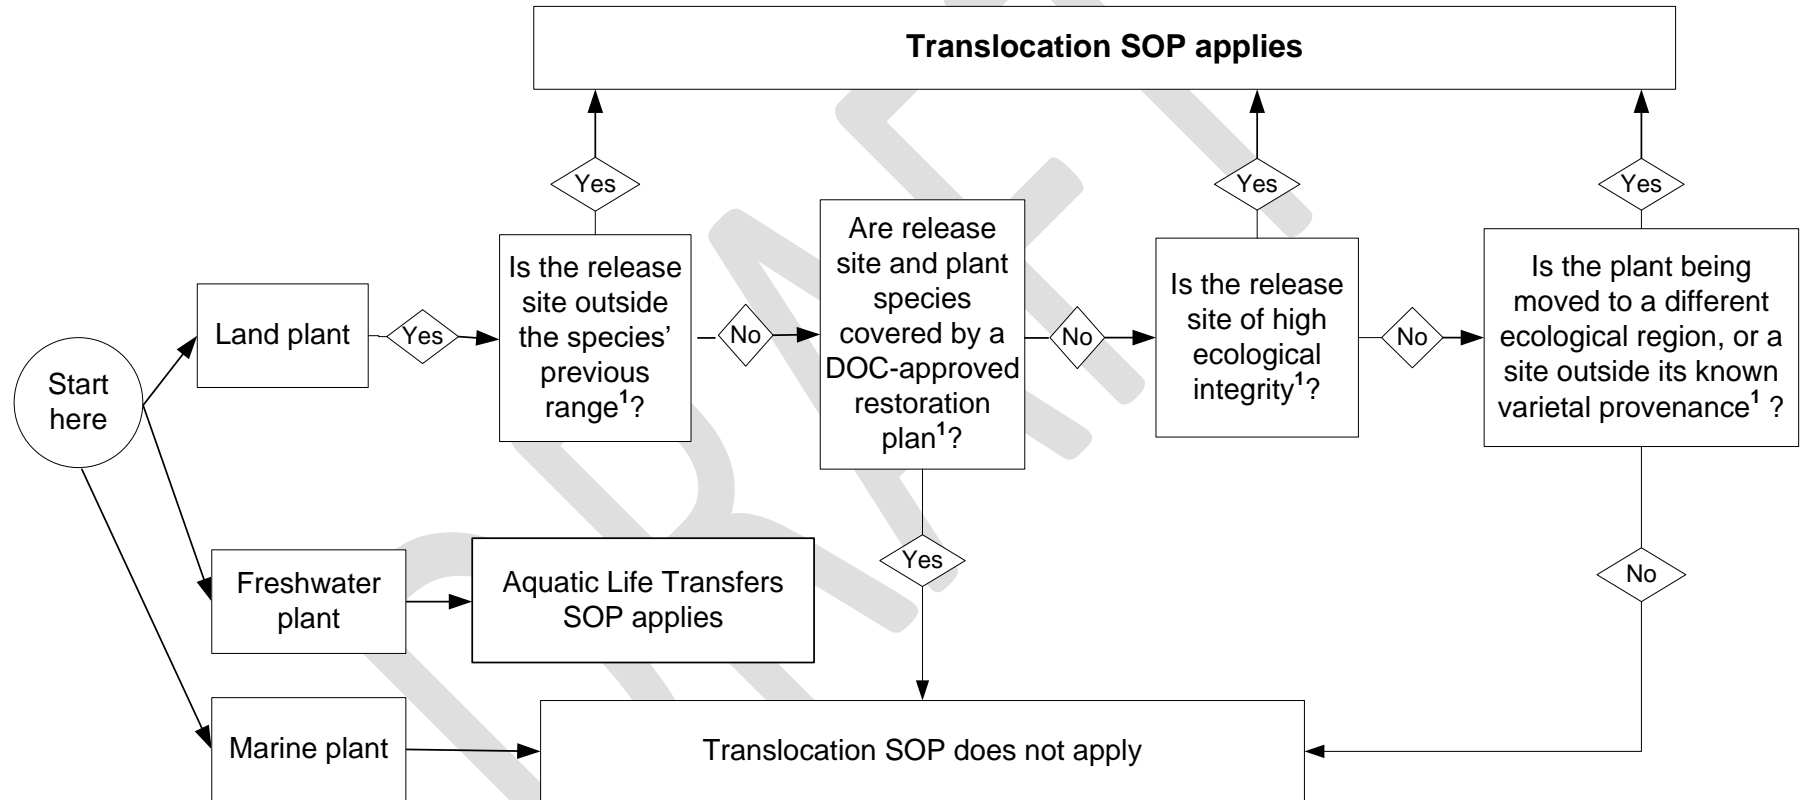 Translocation SOP applies
Yes
Yes
Yes
Start
here
Land plant
Yes
Is the release
site outside
the species’
previous
range¹?
No
Are release
site and plant
species
covered by a
DOC-approved
restoration
plan¹?
No
Is the release
site of high
ecological
integrity¹?
No
Is the plant being
moved to a different
ecological region, or a
site outside its known
varietal provenance¹ ?
Yes
No
Freshwater
plant
Aquatic Life Transfers
SOP applies
Marine plant
Translocation SOP does not apply
DRAFT